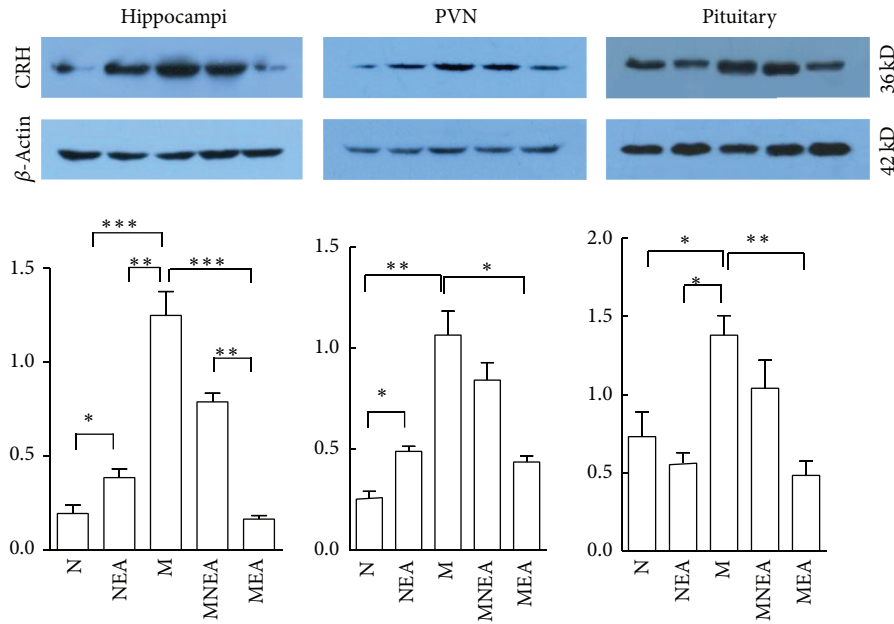 Hippocampi PVN Pituitary
CRH 36 kD
β-Actin 42 kD
*** ** *** ** *
1.5
1.0
0.5
0.0
N NEA M MNEA MEA
** * *
1.5
1.0
0.5
0.0
N NEA M MNEA MEA
* ** *
2.0
1.5
1.0
0.5
0.0
N NEA M MNEA MEA